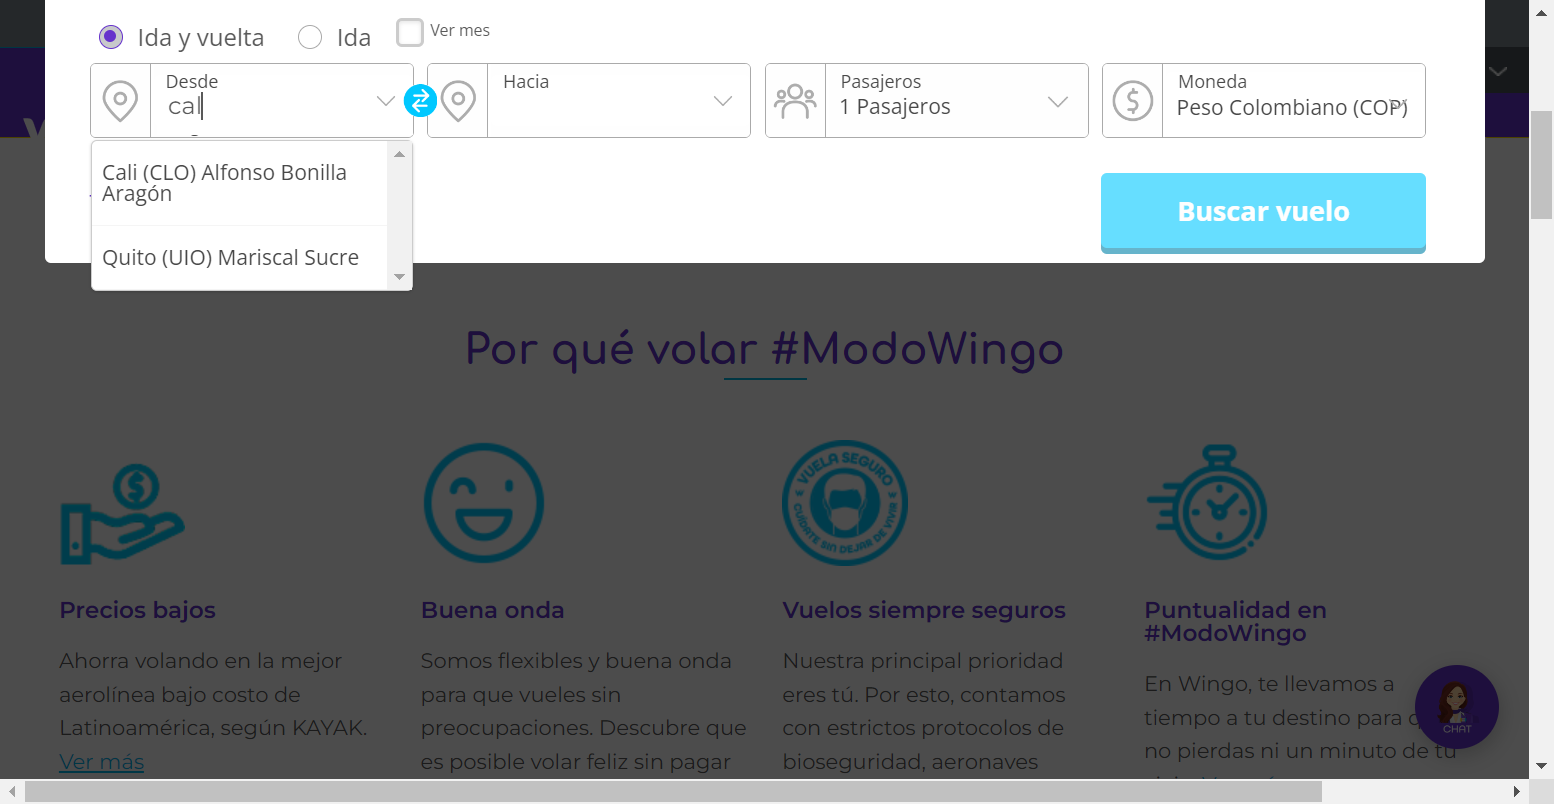 Ida y vuelta
Ida
Ver mes
Desde
cal
Hacia
Pasajeros
1 Pasajeros
Moneda
Peso Colombiano (COP)
Cali (CLO) Alfonso Bonilla
Aragón
Quito (UIO) Mariscal Sucre
Buscar vuelo
Por qué volar #ModoWingo
VUELA SEGURO
CUÍDATE SIN DEJAR DE VIVIR
Precios bajos
Ahorra volando en la mejor
aerolínea bajo costo de
Latinoamérica, según KAYAK.
Ver más
Buena onda
Somos flexibles y buena onda
para que vueles sin
preocupaciones. Descubre que
es posible volar feliz sin pagar
Vuelos siempre seguros
Nuestra principal prioridad
eres tú. Por esto, contamos
con estrictos protocolos de
bioseguridad, aeronaves
Puntualidad en
#ModoWingo
En Wingo, te llevamos a
tiempo a tu destino para
no pierdas ni un minuto de tu
CHAT